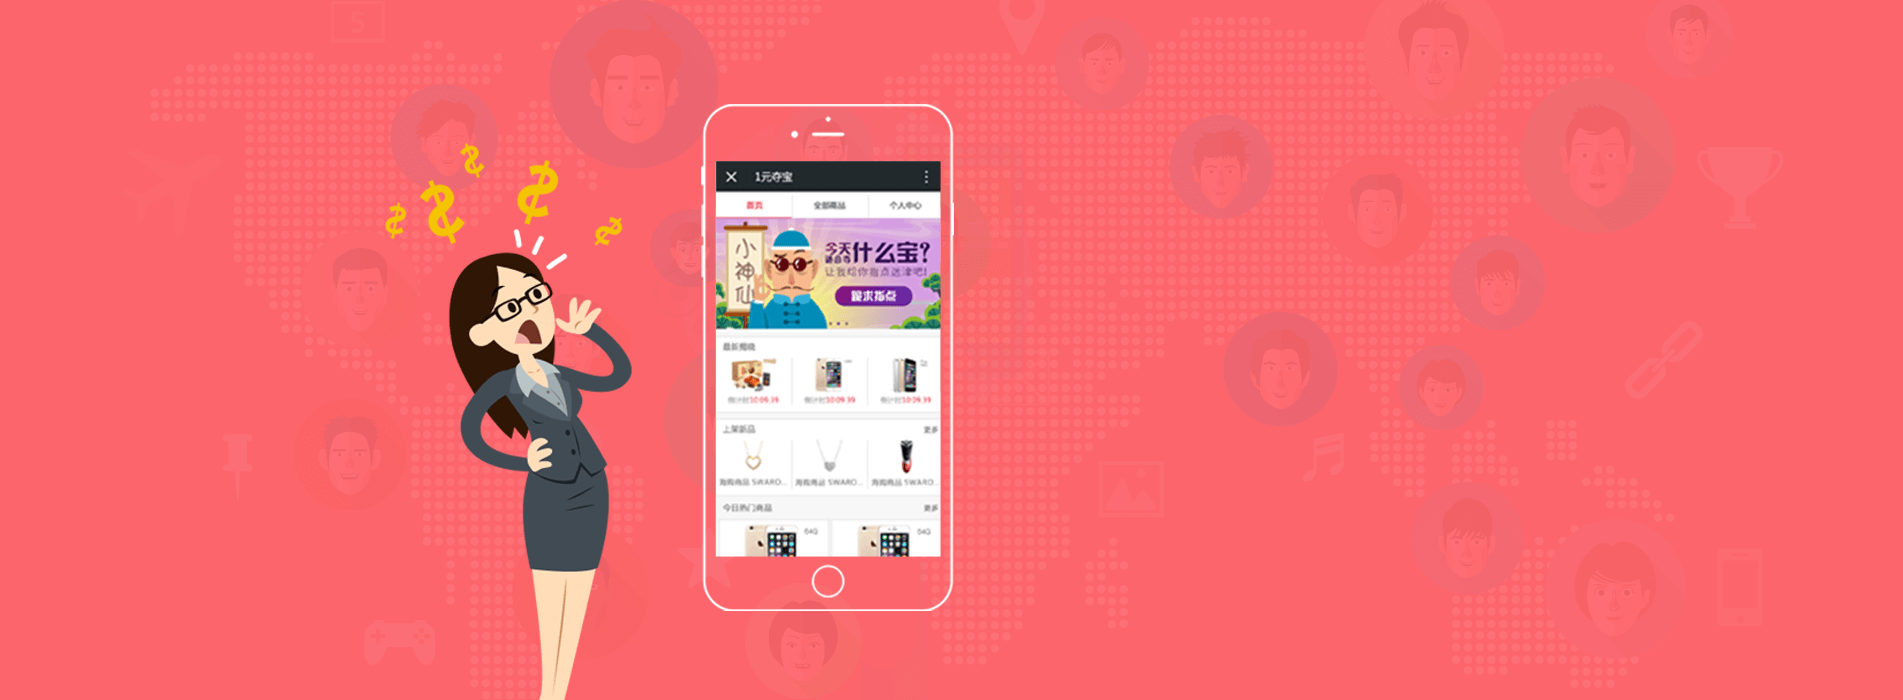 5
1元夺宝
首页
全部商品
个人中心
小神仙
今天
适合夺
什么宝?
让我给你指点迷津吧!
跪求指点
最新揭晓
倒计时10:09.39
倒计时10:09.39
倒计时10:09.39
上架新品
更多
海购商品 SWARO...
海购商品 SWARO...
海购商品 SWARO...
今日热门商品
更多
64G